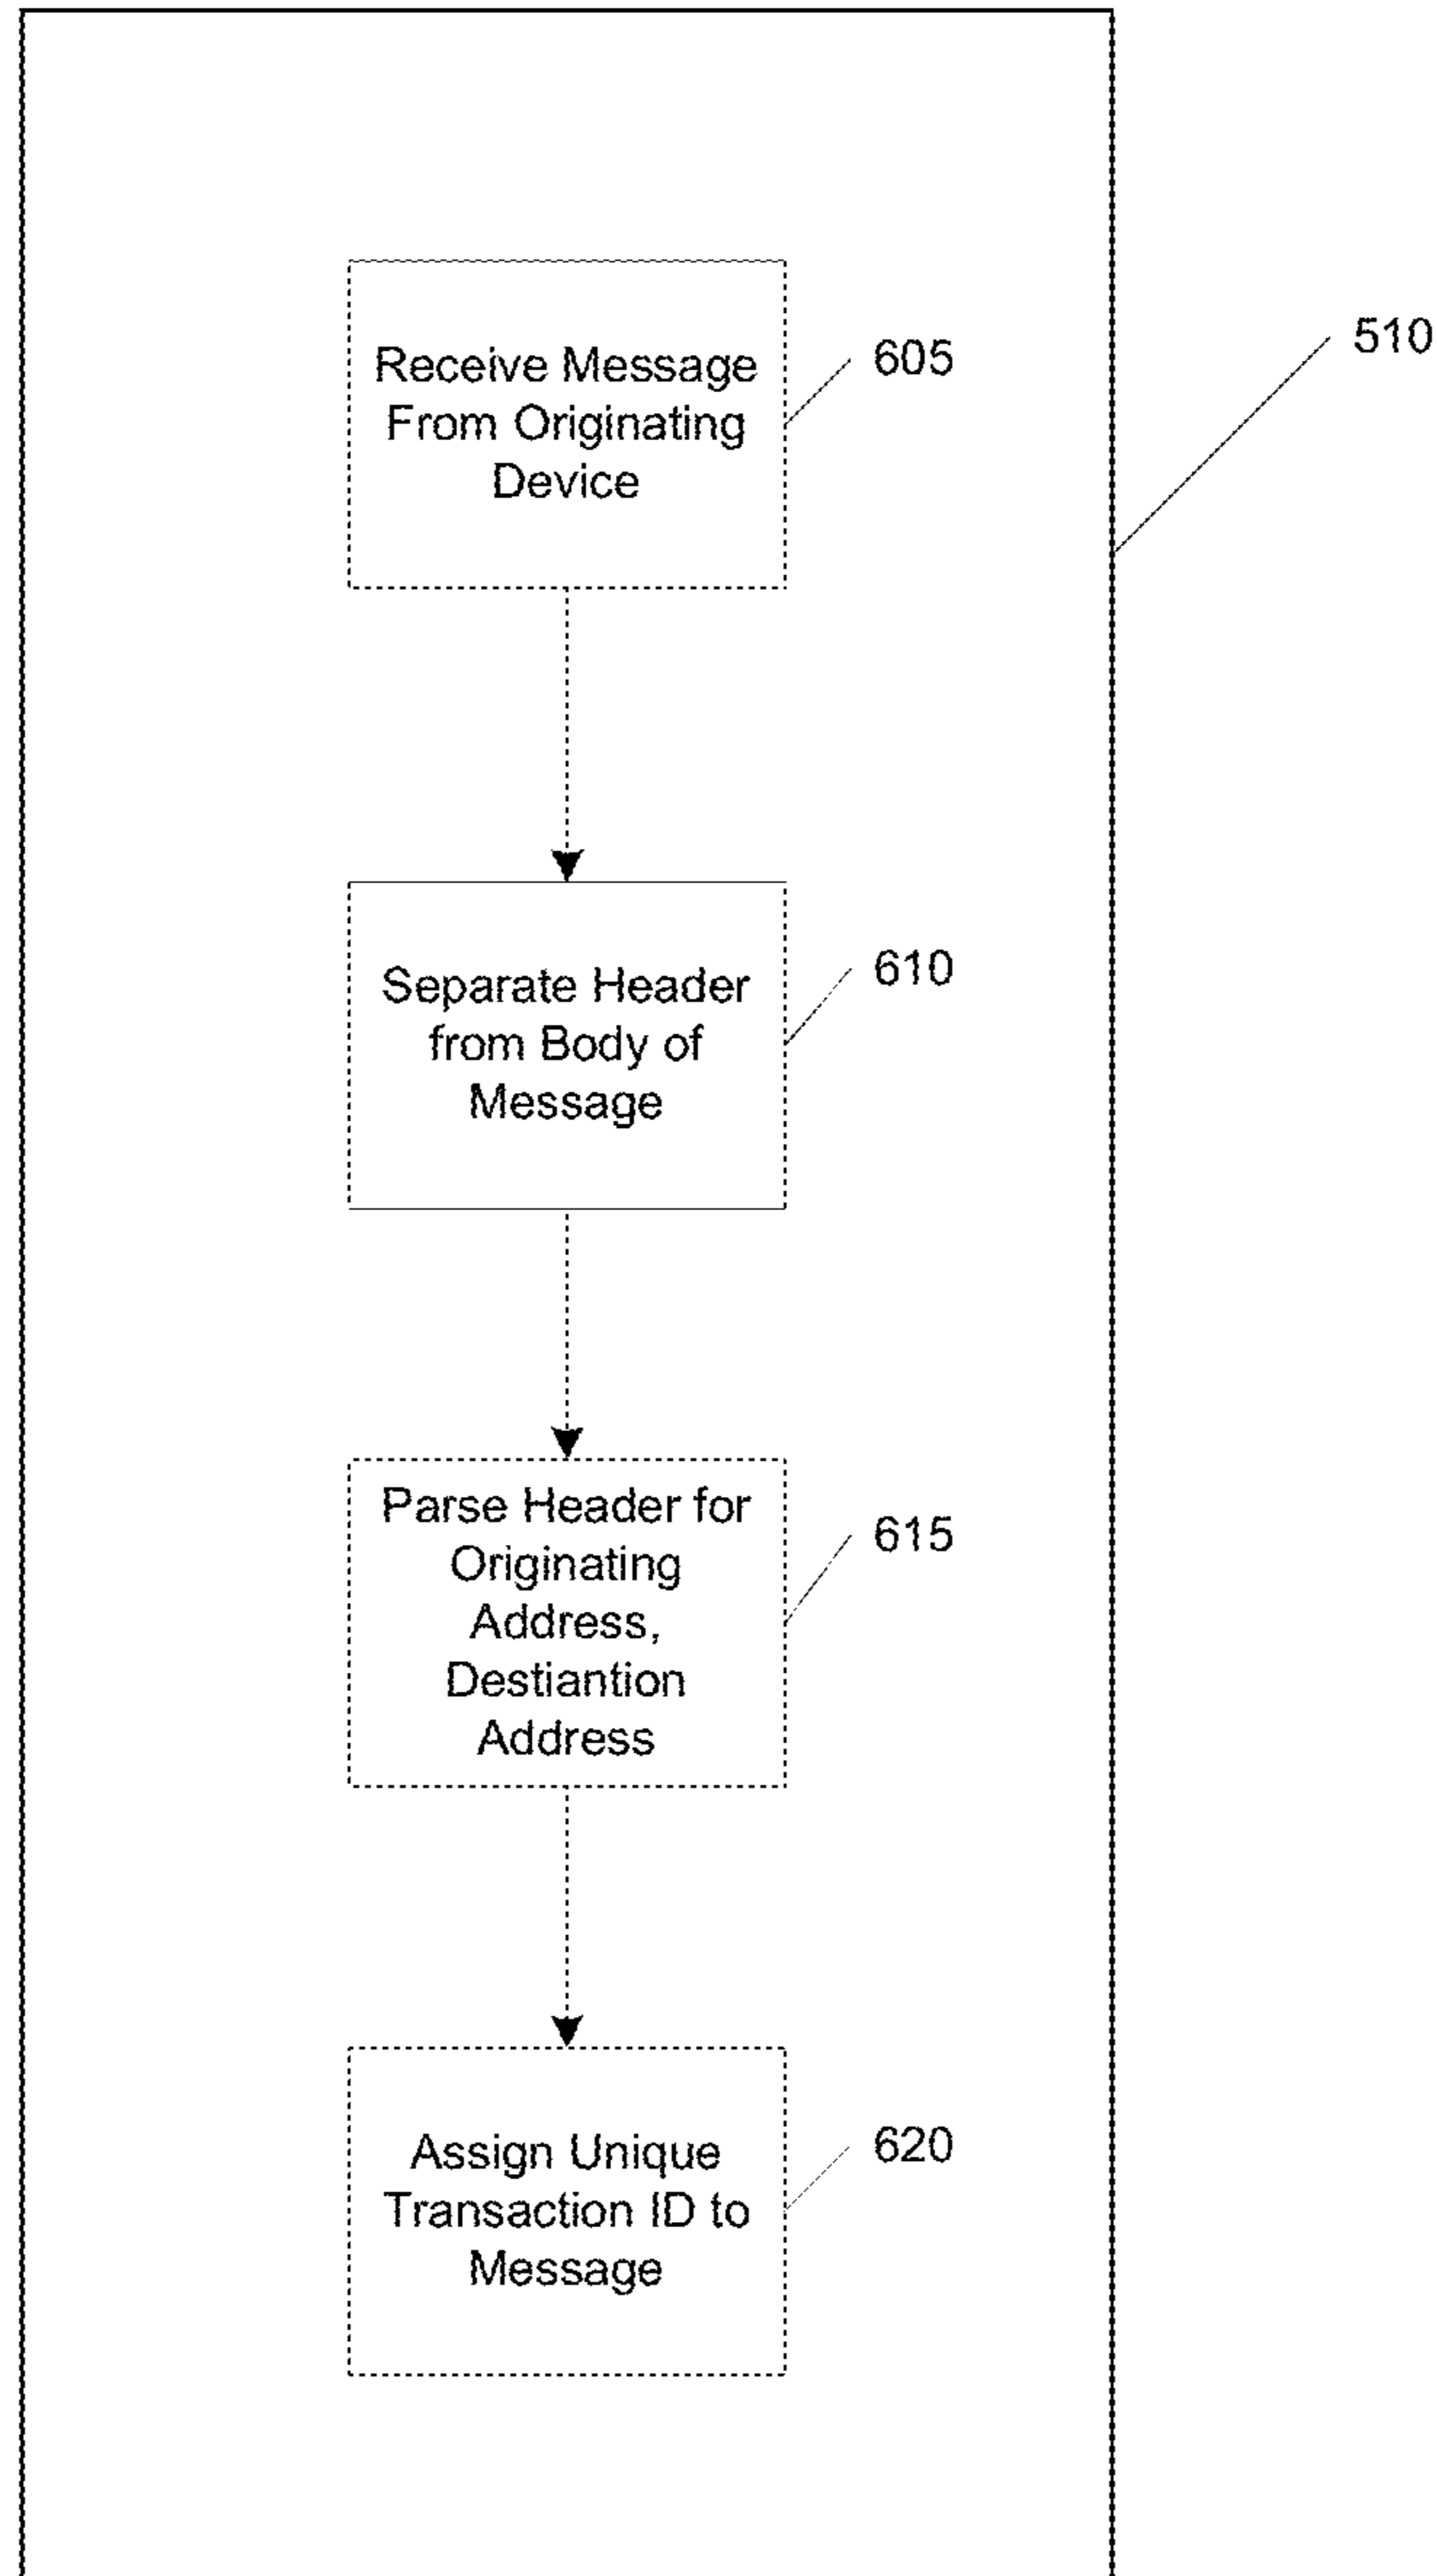 Receive Message
From Originating
Device
605
510
Separate Header
from Body of
Message
610
Parse Header for
Originating
Address,
Destiantion
Address
615
Assign Unique
Transaction ID to
Message
620